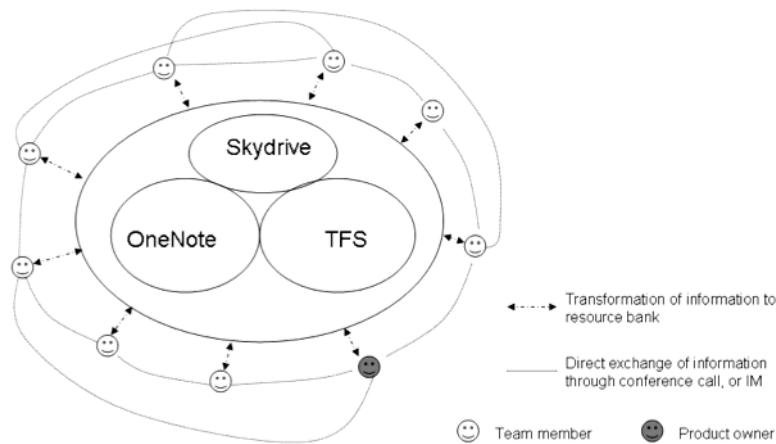 Skydrive
OneNote
TFS
Transformation of information to
resource bank
Direct exchange of information
through conference call, or IM
Team member
Product owner